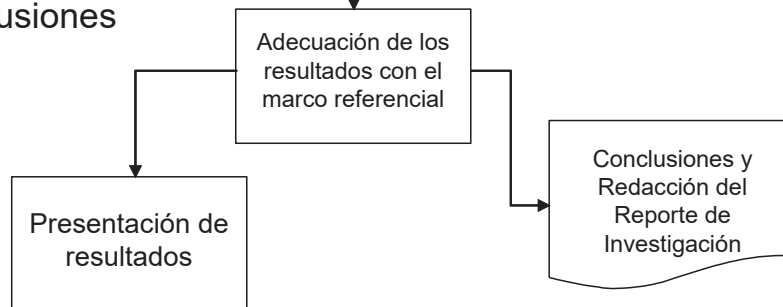 usiones
Adecuación de los
resultados con el
marco referencial
Presentación de
resultados
Conclusiones y
Redacción del
Reporte de
Investigación